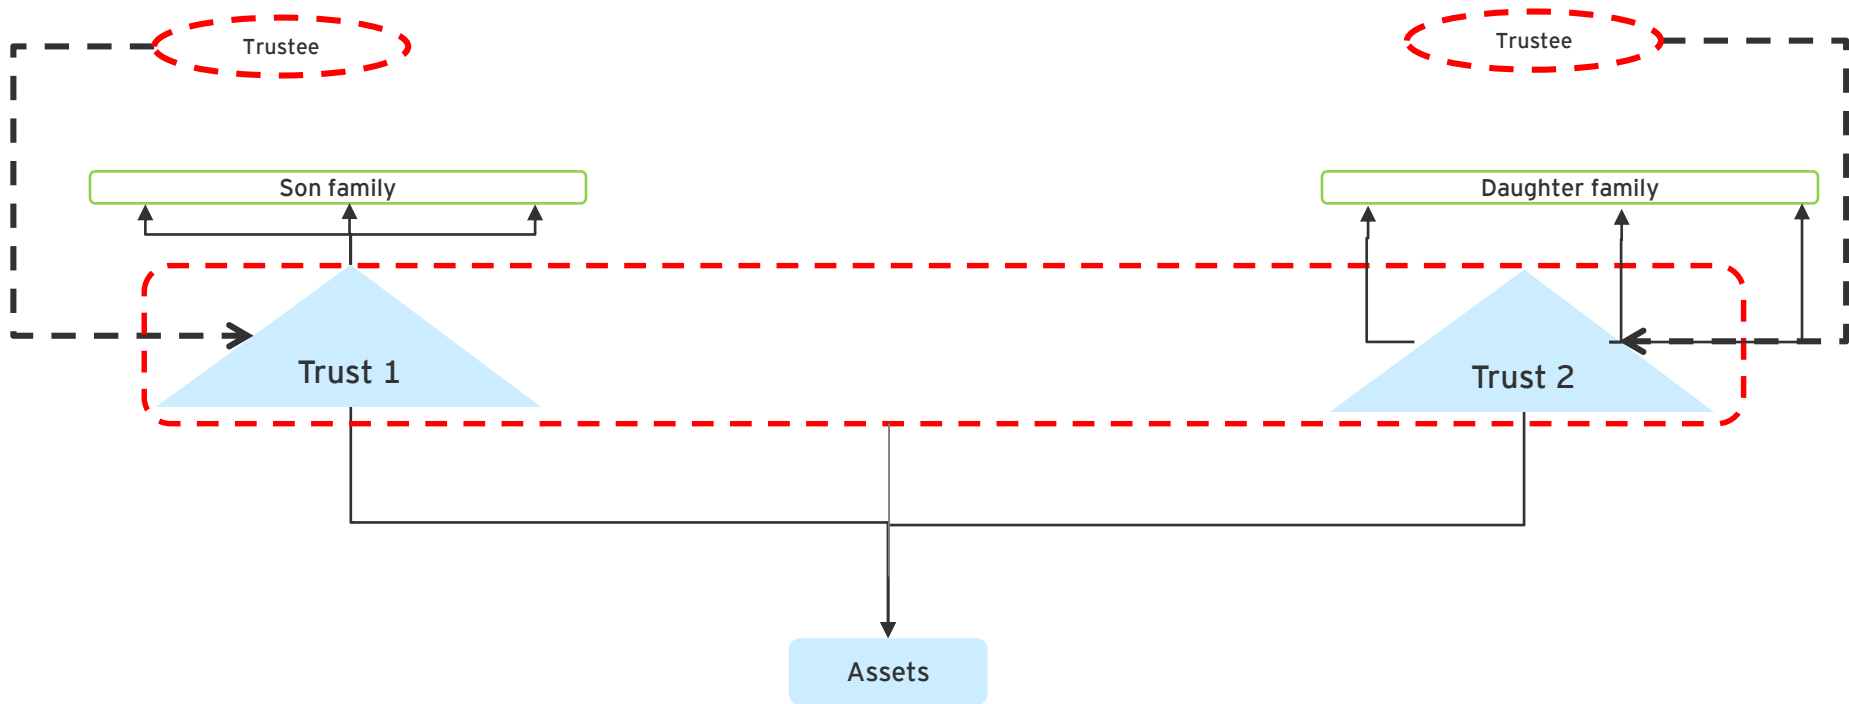 Trustee
Trustee
Son family
Daughter family
Trust 1
Trust 2
Assets